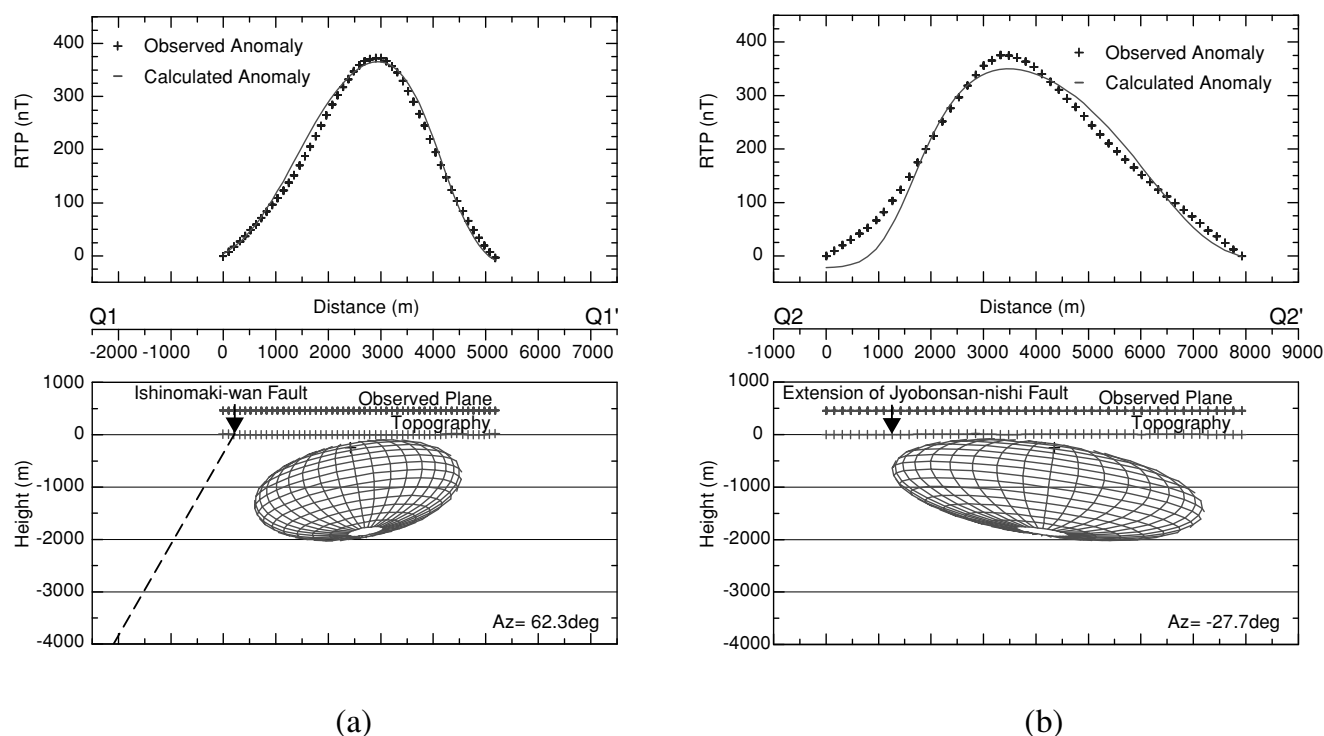 400
300
200
100
0
RTP (nT)
+ Observed Anomaly
– Calculated Anomaly
Distance (m)
Q1 Q1'
-2000 -1000 0 1000 2000 3000 4000 5000 6000 7000
1000
0
-1000
-2000
-3000
-4000
Height (m)
Ishinomaki-wan Fault
Observed Plane
Topography
Az= 62.3deg
(a)
400
300
200
100
0
RTP (nT)
+ Observed Anomaly
– Calculated Anomaly
Distance (m)
Q2 Q2'
-1000 0 1000 2000 3000 4000 5000 6000 7000 8000 9000
1000
0
-1000
-2000
-3000
-4000
Height (m)
Extension of Jyobonsan-nishi Fault
Observed Plane
Topography
Az= -27.7deg
(b)